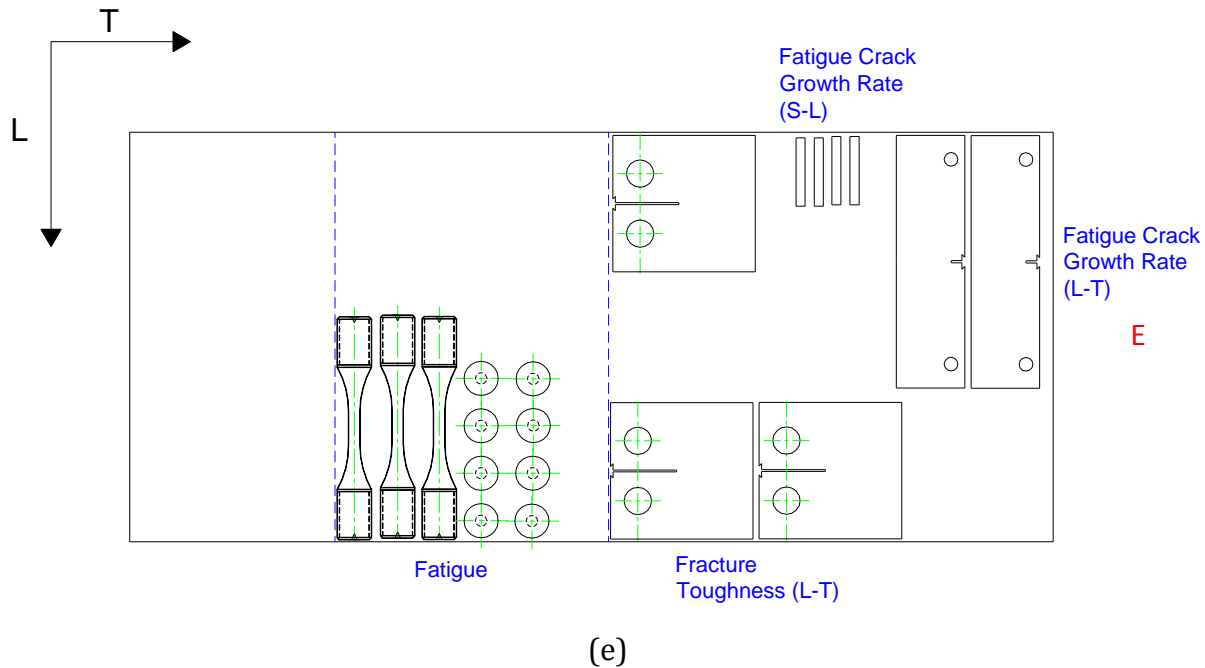 T
L
Fatigue Crack
Growth Rate
(S-L)
Fatigue Crack
Growth Rate
(L-T)
E
Fatigue
Fracture
Toughness (L-T)
(e)